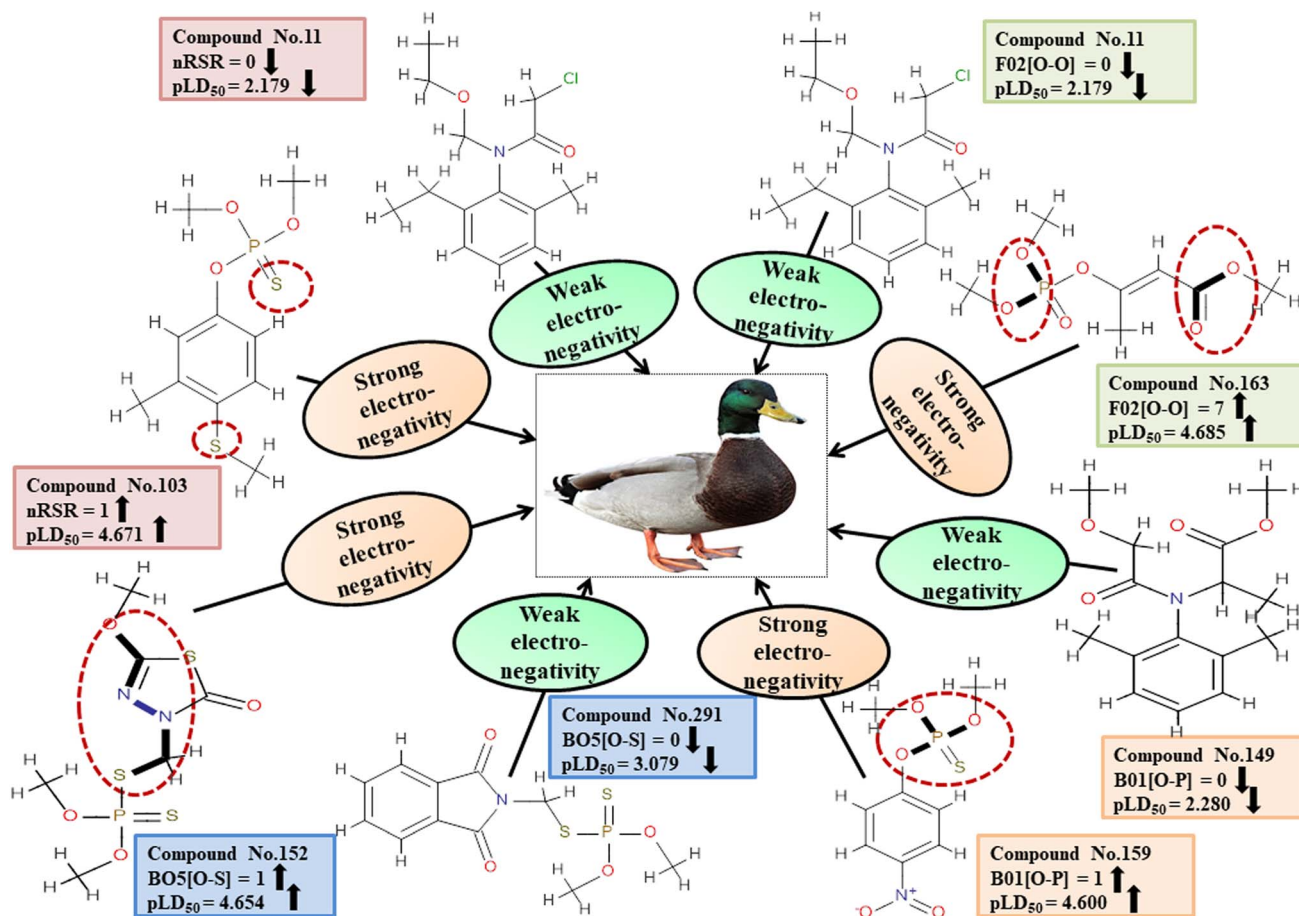 Compound No.11
nRSR = 0
pLD₅₀ = 2.179
Compound No.11
F02[O-O] = 0
pLD₅₀ = 2.179
Weak
electro-
negativity
Weak
electro-
negativity
Strong
electro-
negativity
Strong
electro-
negativity
Compound No.163
F02[O-O] = 7
pLD₅₀ = 4.685
Compound No.103
nRSR = 1
pLD₅₀ = 4.671
Strong
electro-
negativity
Weak
electro-
negativity
Weak
electro-
negativity
Strong
electro-
negativity
Compound No.291
BO5[O-S] = 0
pLD₅₀ = 3.079
Compound No.149
B01[O-P] = 0
pLD₅₀ = 2.280
Compound No.152
BO5[O-S] = 1
pLD₅₀ = 4.654
Compound No.159
B01[O-P] = 1
pLD₅₀ = 4.600